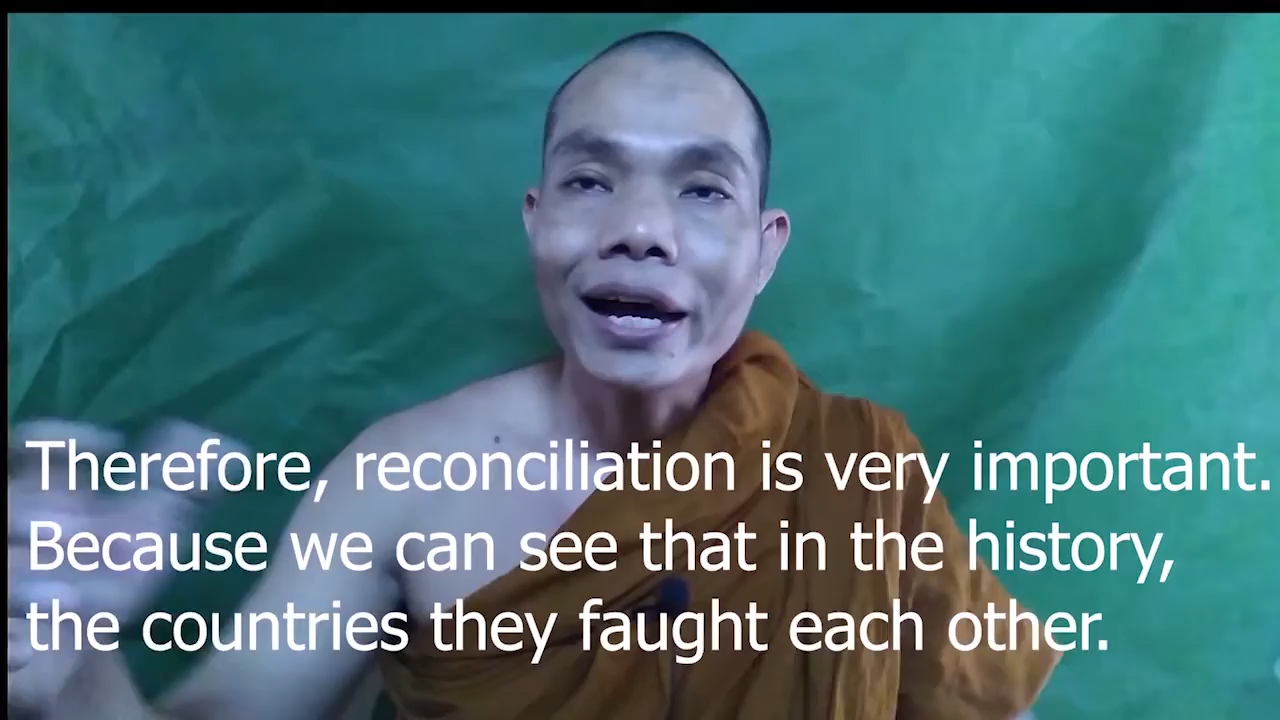 Therefore, reconciliation is very important.
Because we can see that in the history,
the countries they faught each other.